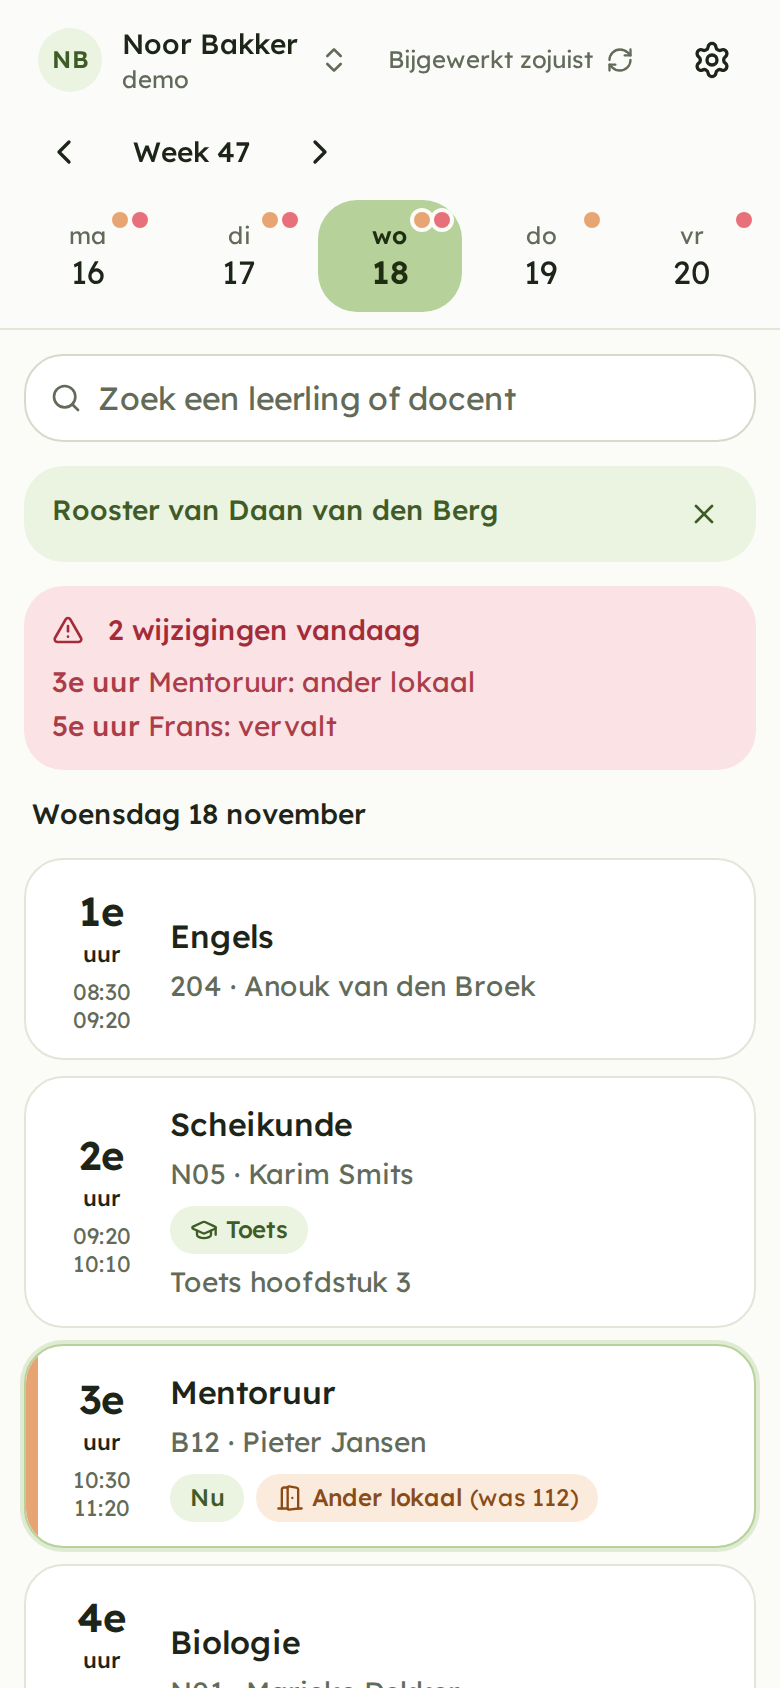 NB
Noor Bakker
demo
Bijgewerkt zojuist
Week 47
ma
16
di
17
wo
18
do
19
vr
20
Zoek een leerling of docent
Rooster van Daan van den Berg
2 wijzigingen vandaag
3e uur Mentoruur: ander lokaal
5e uur Frans: vervalt
Woensdag 18 november
1e
uur
08:30
09:20
Engels
204 · Anouk van den Broek
2e
uur
09:20
10:10
Scheikunde
N05 · Karim Smits
Toets
Toets hoofdstuk 3
3e
uur
10:30
11:20
Mentoruur
B12 · Pieter Jansen
Nu
Ander lokaal (was 112)
4e
uur
Biologie